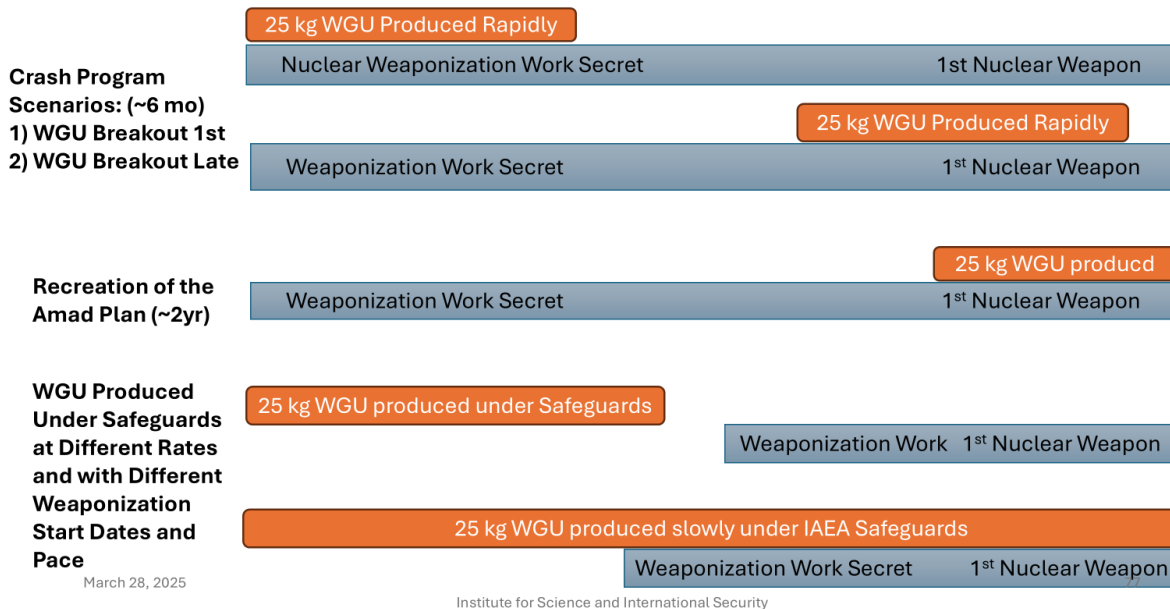 25 kg WGU Produced Rapidly
Nuclear Weaponization Work Secret 1st Nuclear Weapon
Crash Program
Scenarios: (~6 mo)
1) WGU Breakout 1st
2) WGU Breakout Late
25 kg WGU Produced Rapidly
Weaponization Work Secret 1st Nuclear Weapon
25 kg WGU producd
Recreation of the
Amad Plan (~2yr)
Weaponization Work Secret 1st Nuclear Weapon
WGU Produced
Under Safeguards
at Different Rates
and with Different
Weaponization
Start Dates and
Pace
25 kg WGU produced under Safeguards
Weaponization Work 1st Nuclear Weapon
25 kg WGU produced slowly under IAEA Safeguards
Weaponization Work Secret 1st Nuclear Weapon
March 28, 2025
Institute for Science and International Security